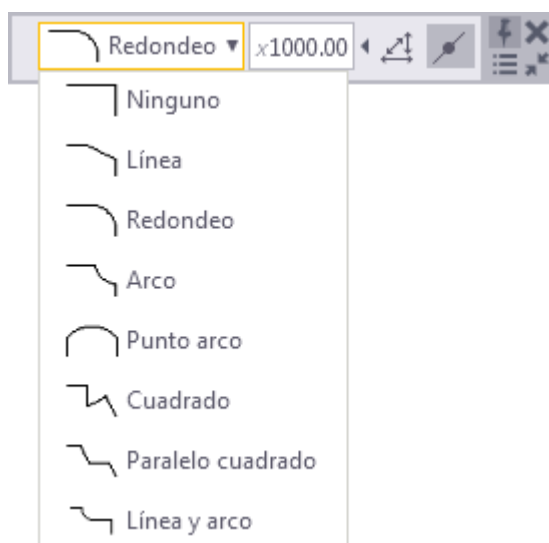 Redondeo ▼ x1000.00
Ninguno
Línea
Redondeo
Arco
Punto arco
Cuadrado
Paralelo cuadrado
Línea y arco